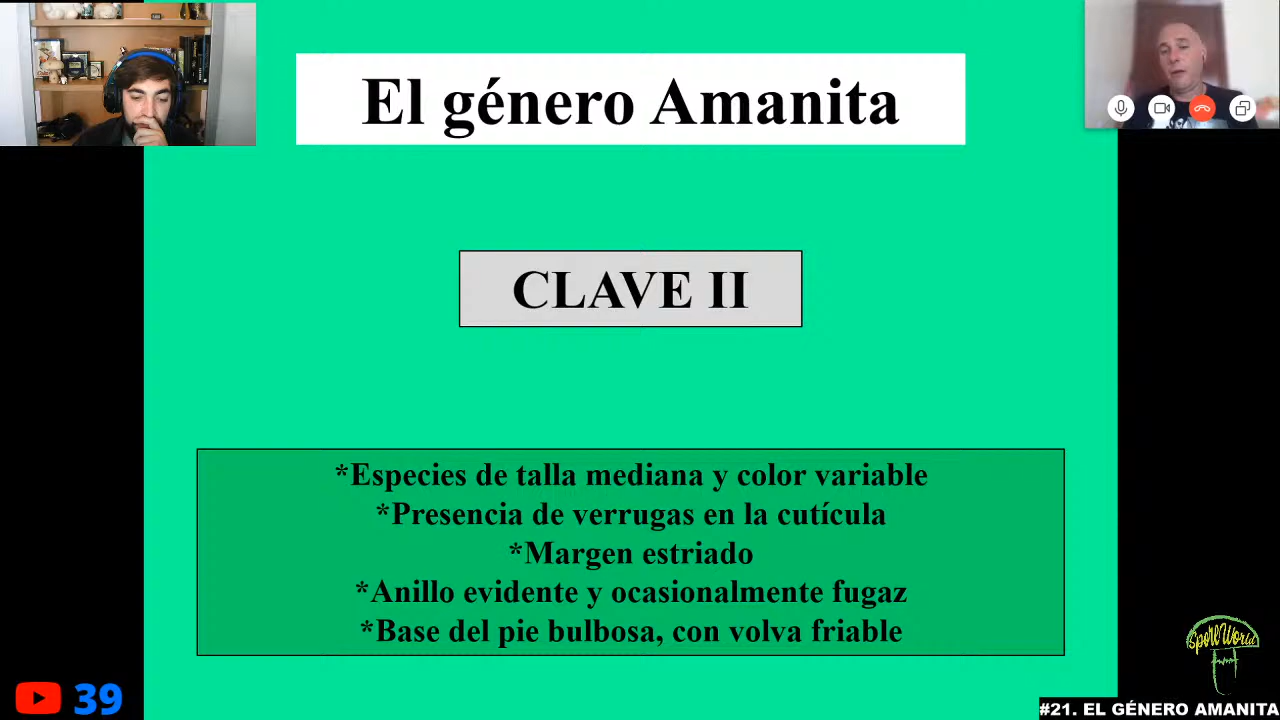 El género Amanita
CLAVE II
*Especies de talla mediana y color variable
*Presencia de verrugas en la cutícula
*Margen estriado
*Anillo evidente y ocasionalmente fugaz
*Base del pie bulbosa, con volva friable
SporeWorld
39
#21. EL GÉNERO AMANITA